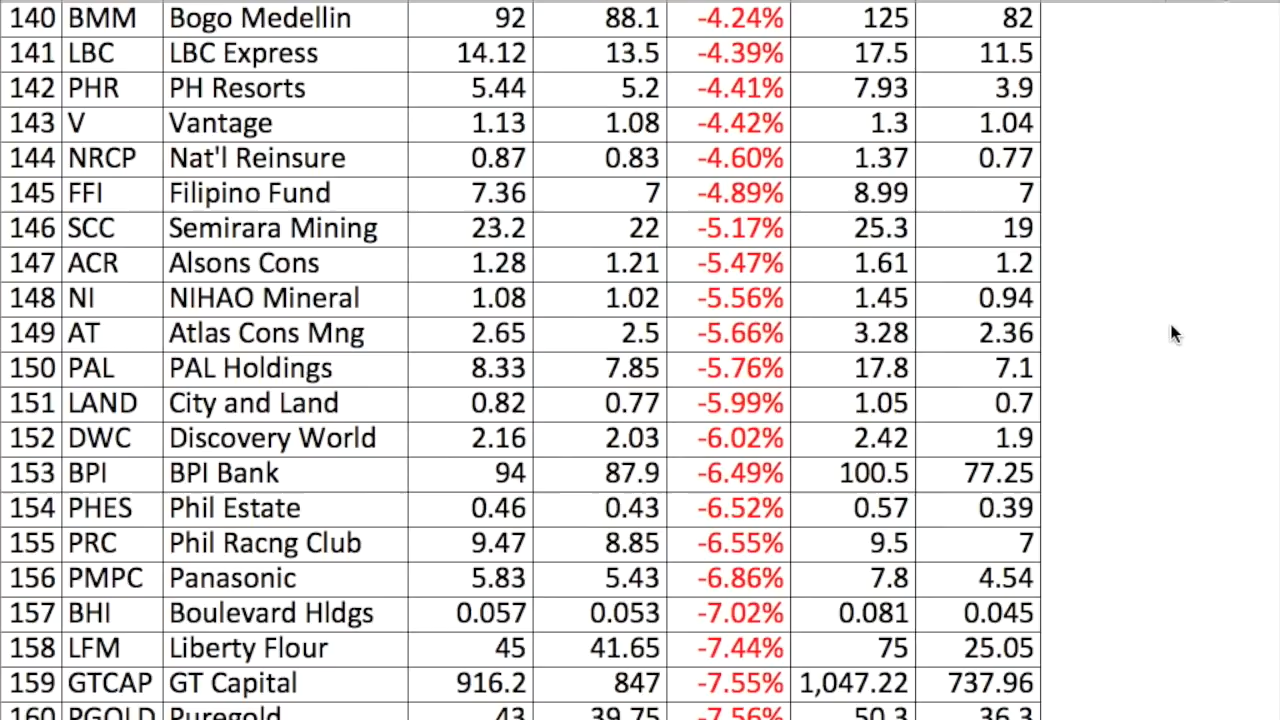 140 BMM Bogo Medellin 92 88.1 -4.24% 125 82
141 LBC LBC Express 14.12 13.5 -4.39% 17.5 11.5
142 PHR PH Resorts 5.44 5.2 -4.41% 7.93 3.9
143 V Vantage 1.13 1.08 -4.42% 1.3 1.04
144 NRCP Nat'l Reinsure 0.87 0.83 -4.60% 1.37 0.77
145 FFI Filipino Fund 7.36 7 -4.89% 8.99 7
146 SCC Semirara Mining 23.2 22 -5.17% 25.3 19
147 ACR Alsons Cons 1.28 1.21 -5.47% 1.61 1.2
148 NI NIHAO Mineral 1.08 1.02 -5.56% 1.45 0.94
149 AT Atlas Cons Mng 2.65 2.5 -5.66% 3.28 2.36
150 PAL PAL Holdings 8.33 7.85 -5.76% 17.8 7.1
151 LAND City and Land 0.82 0.77 -5.99% 1.05 0.7
152 DWC Discovery World 2.16 2.03 -6.02% 2.42 1.9
153 BPI BPI Bank 94 87.9 -6.49% 100.5 77.25
154 PHES Phil Estate 0.46 0.43 -6.52% 0.57 0.39
155 PRC Phil Racng Club 9.47 8.85 -6.55% 9.5 7
156 PMPC Panasonic 5.83 5.43 -6.86% 7.8 4.54
157 BHI Boulevard Hldgs 0.057 0.053 -7.02% 0.081 0.045
158 LFM Liberty Flour 45 41.65 -7.44% 75 25.05
159 GTCAP GT Capital 916.2 847 -7.55% 1,047.22 737.96
160 PGOLD Puregold 43 39.75 -7.56% 50.3 36.3